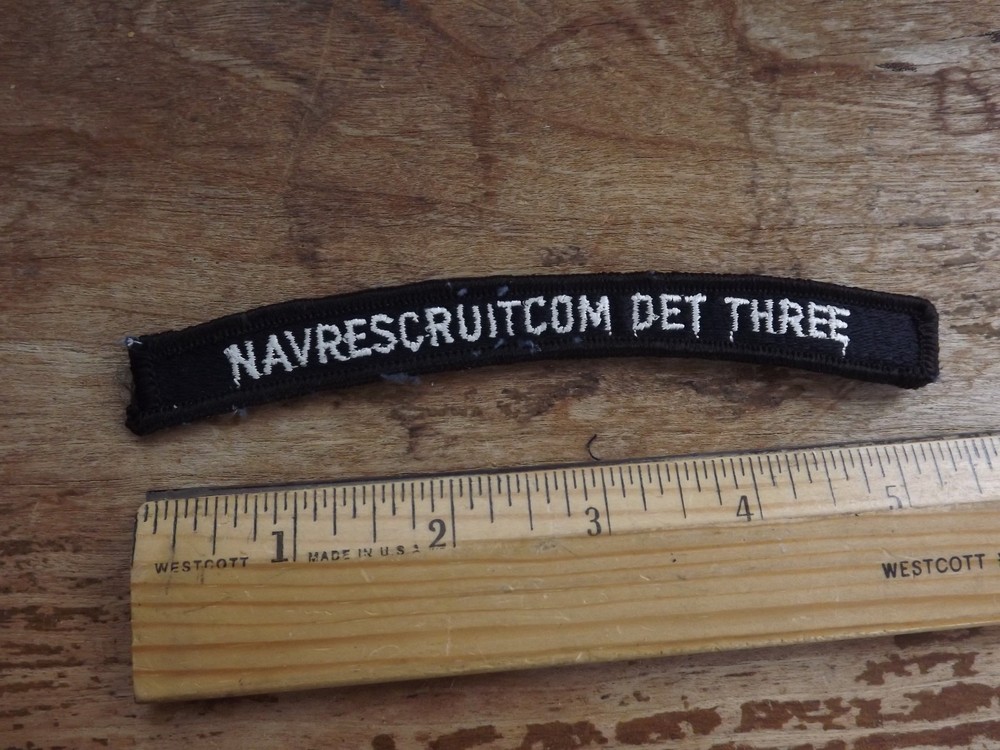 NAVRESCRUITCOM DET THREE
1 2 3 4 5
WESTCOTT MADE IN U.S.A WESTCOTT